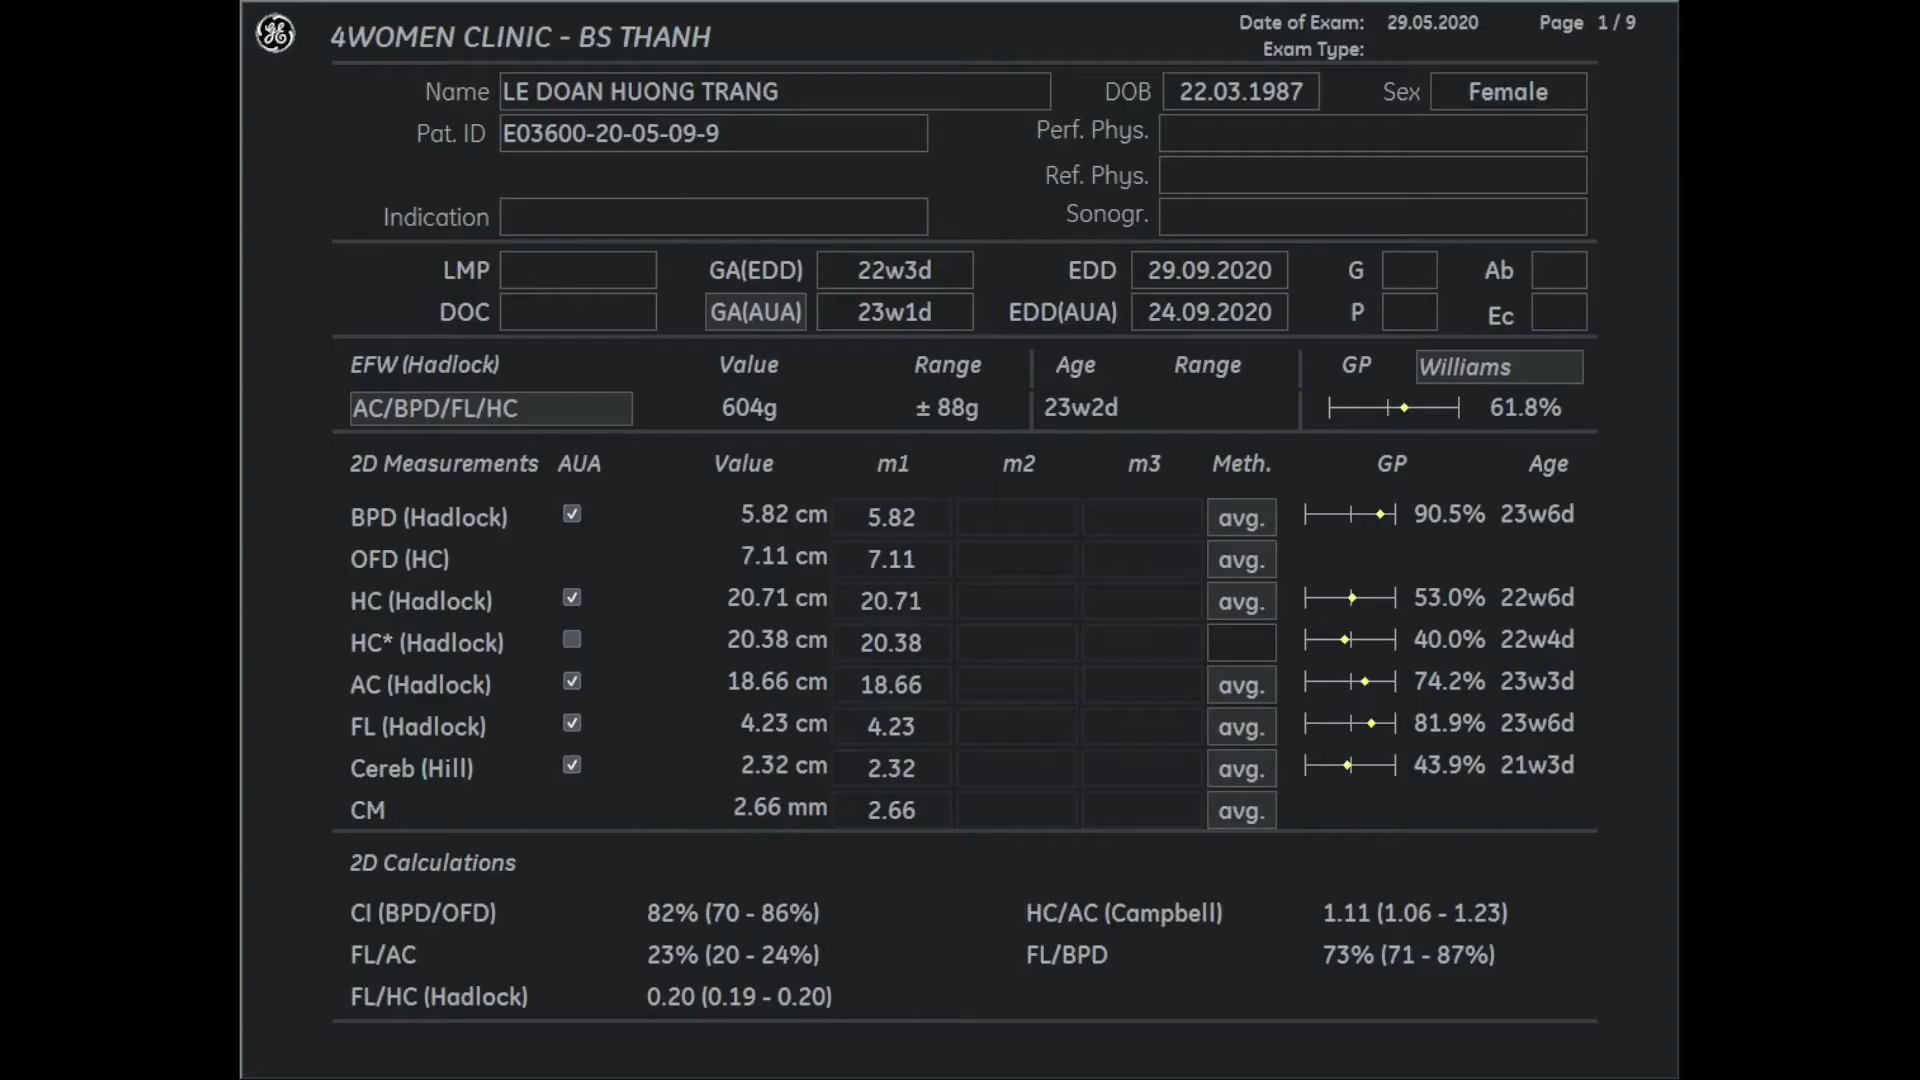 4WOMEN CLINIC - BS THANH
Date of Exam: 29.05.2020 Page 1 / 9
Exam Type:
Name LE DOAN HUONG TRANG DOB 22.03.1987 Sex Female
Pat. ID E03600-20-05-09-9 Perf. Phys.
Ref. Phys.
Indication Sonogr.
LMP GA(EDD) 22w3d EDD 29.09.2020 G Ab
DOC GA(AUA) 23w1d EDD(AUA) 24.09.2020 P Ec
EFW (Hadlock) Value Range Age Range GP Williams
AC/BPD/FL/HC 604g ± 88g 23w2d 61.8%
2D Measurements AUA Value m1 m2 m3 Meth. GP Age
BPD (Hadlock) 5.82 cm 5.82 avg. 90.5% 23w6d
OFD (HC) 7.11 cm 7.11 avg.
HC (Hadlock) 20.71 cm 20.71 avg. 53.0% 22w6d
HC* (Hadlock) 20.38 cm 20.38 40.0% 22w4d
AC (Hadlock) 18.66 cm 18.66 avg. 74.2% 23w3d
FL (Hadlock) 4.23 cm 4.23 avg. 81.9% 23w6d
Cereb (Hill) 2.32 cm 2.32 avg. 43.9% 21w3d
CM 2.66 mm 2.66 avg.
2D Calculations
CI (BPD/OFD) 82% (70 - 86%) HC/AC (Campbell) 1.11 (1.06 - 1.23)
FL/AC 23% (20 - 24%) FL/BPD 73% (71 - 87%)
FL/HC (Hadlock) 0.20 (0.19 - 0.20)